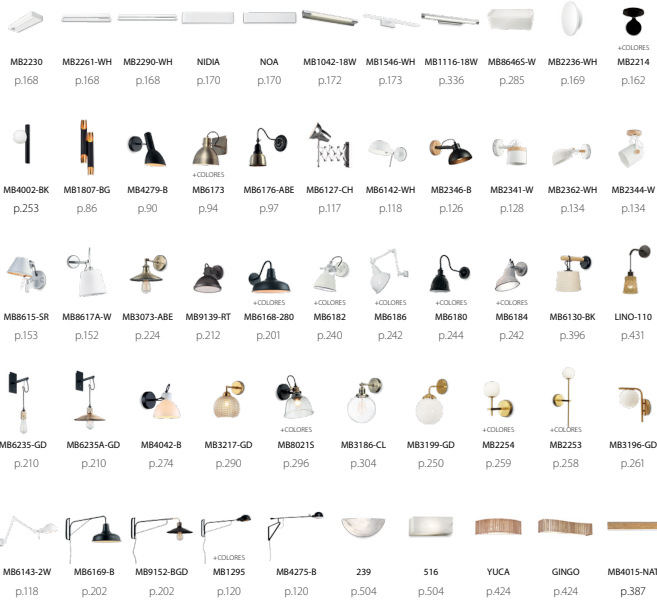 +COLORES
MB2230 MB2261-WH MB2290-WH NIDIA NOA MB1042-18W MB1546-WH MB1116-18W MB8646S-W MB2236-WH MB2214
p.168 p.168 p.168 p.170 p.170 p.172 p.173 p.336 p.285 p.169 p.162
+COLORES
MB4002-BK MB1807-BG MB4279-B MB6173 MB6176-ABE MB6127-CH MB6142-WH MB2346-B MB2341-W MB2362-WH MB2344-W
p.253 p.86 p.90 p.94 p.97 p.117 p.118 p.126 p.128 p.134 p.134
+COLORES +COLORES +COLORES +COLORES +COLORES
MB8615-SR MB8617A-W MB3073-ABE MB9139-RT MB6168-280 MB6182 MB6186 MB6180 MB6184 MB6130-BK LINO-110
p.153 p.152 p.224 p.212 p.201 p.240 p.242 p.244 p.242 p.396 p.431
+COLORES +COLORES +COLORES
MB6235-GD MB6235A-GD MB4042-B MB3217-GD MB8021S MB3186-CL MB3199-GD MB2254 MB2253 MB3196-GD
p.210 p.210 p.274 p.290 p.296 p.304 p.250 p.259 p.258 p.261
+COLORES
MB6143-2W MB6169-B MB9152-BGD MB1295 MB4275-B 239 516 YUCA GINGO MB4015-NAT
p.118 p.202 p.202 p.120 p.120 p.504 p.504 p.424 p.424 p.387